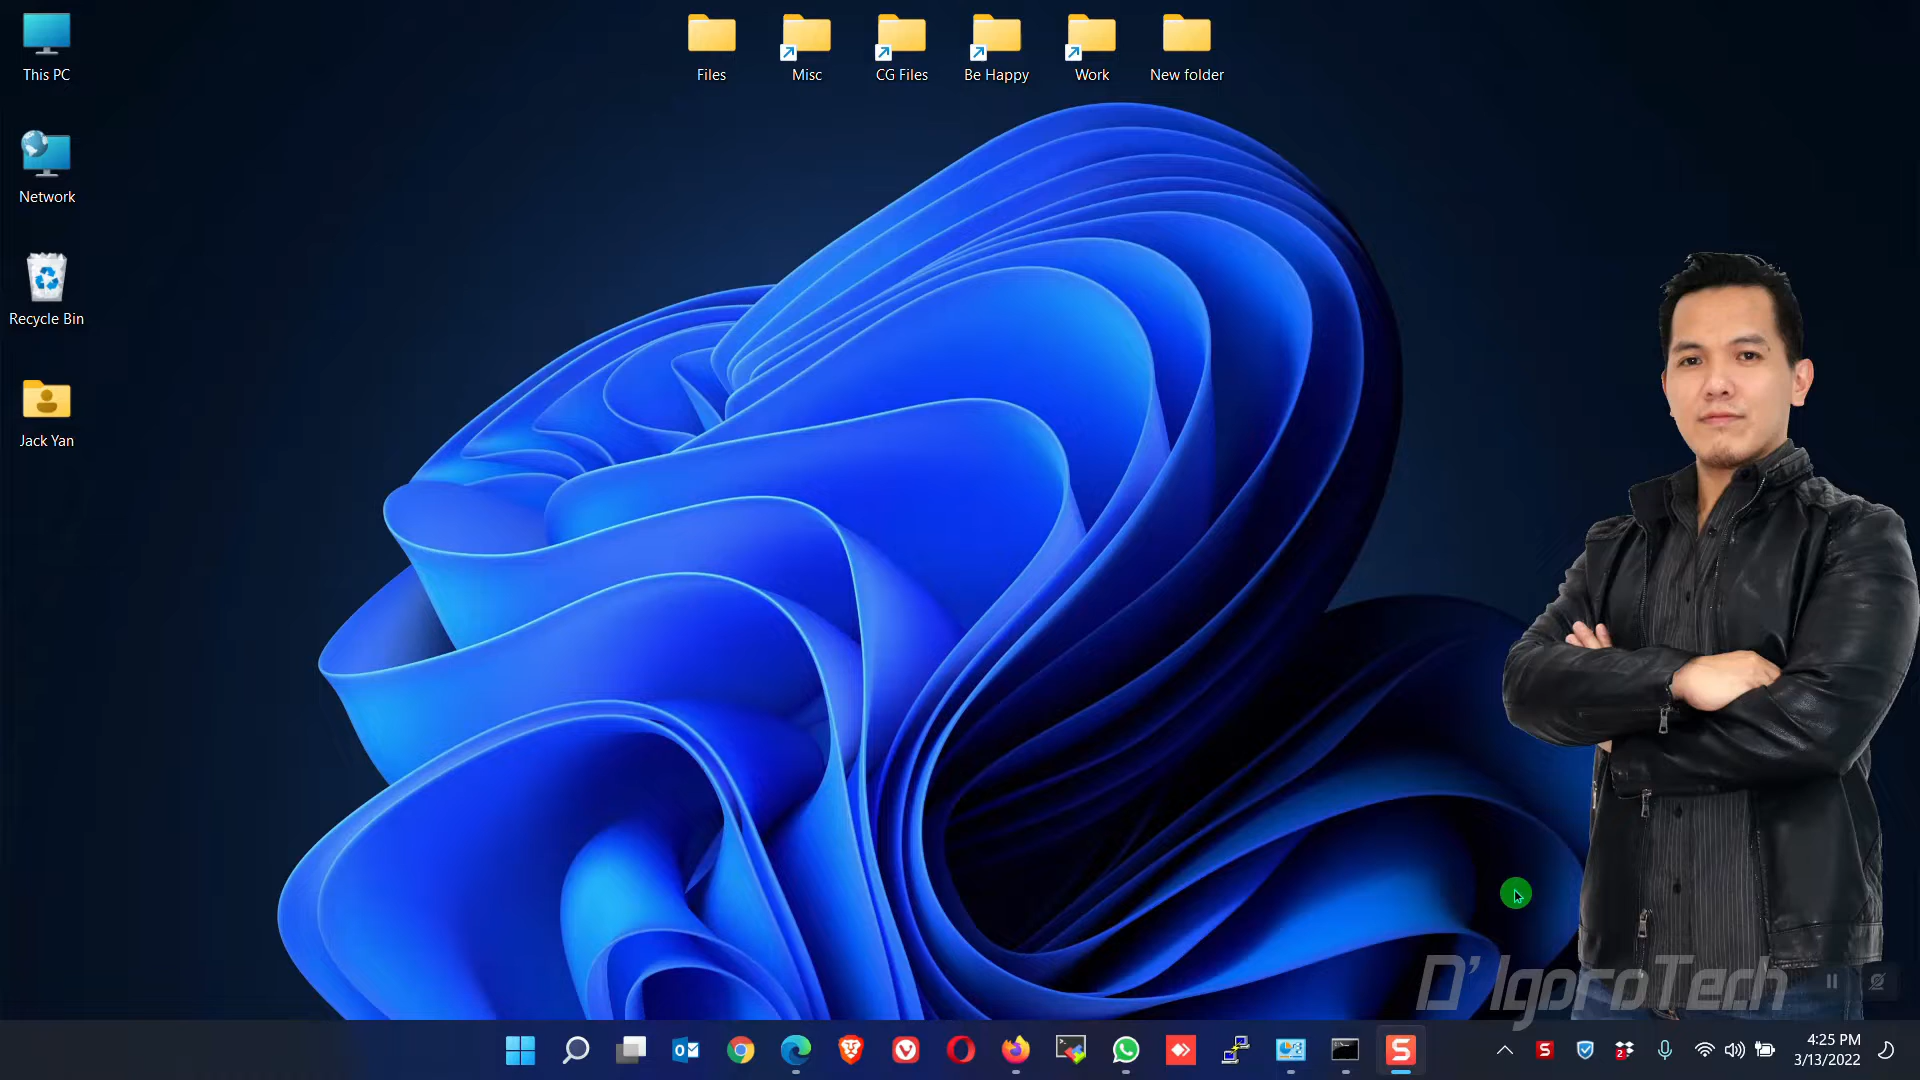 This PC
Files
Misc
CG Files
Be Happy
Work
New folder
Network
Recycle Bin
Jack Yan
D'IgoroTech
S
2
4:25 PM
3/13/2022